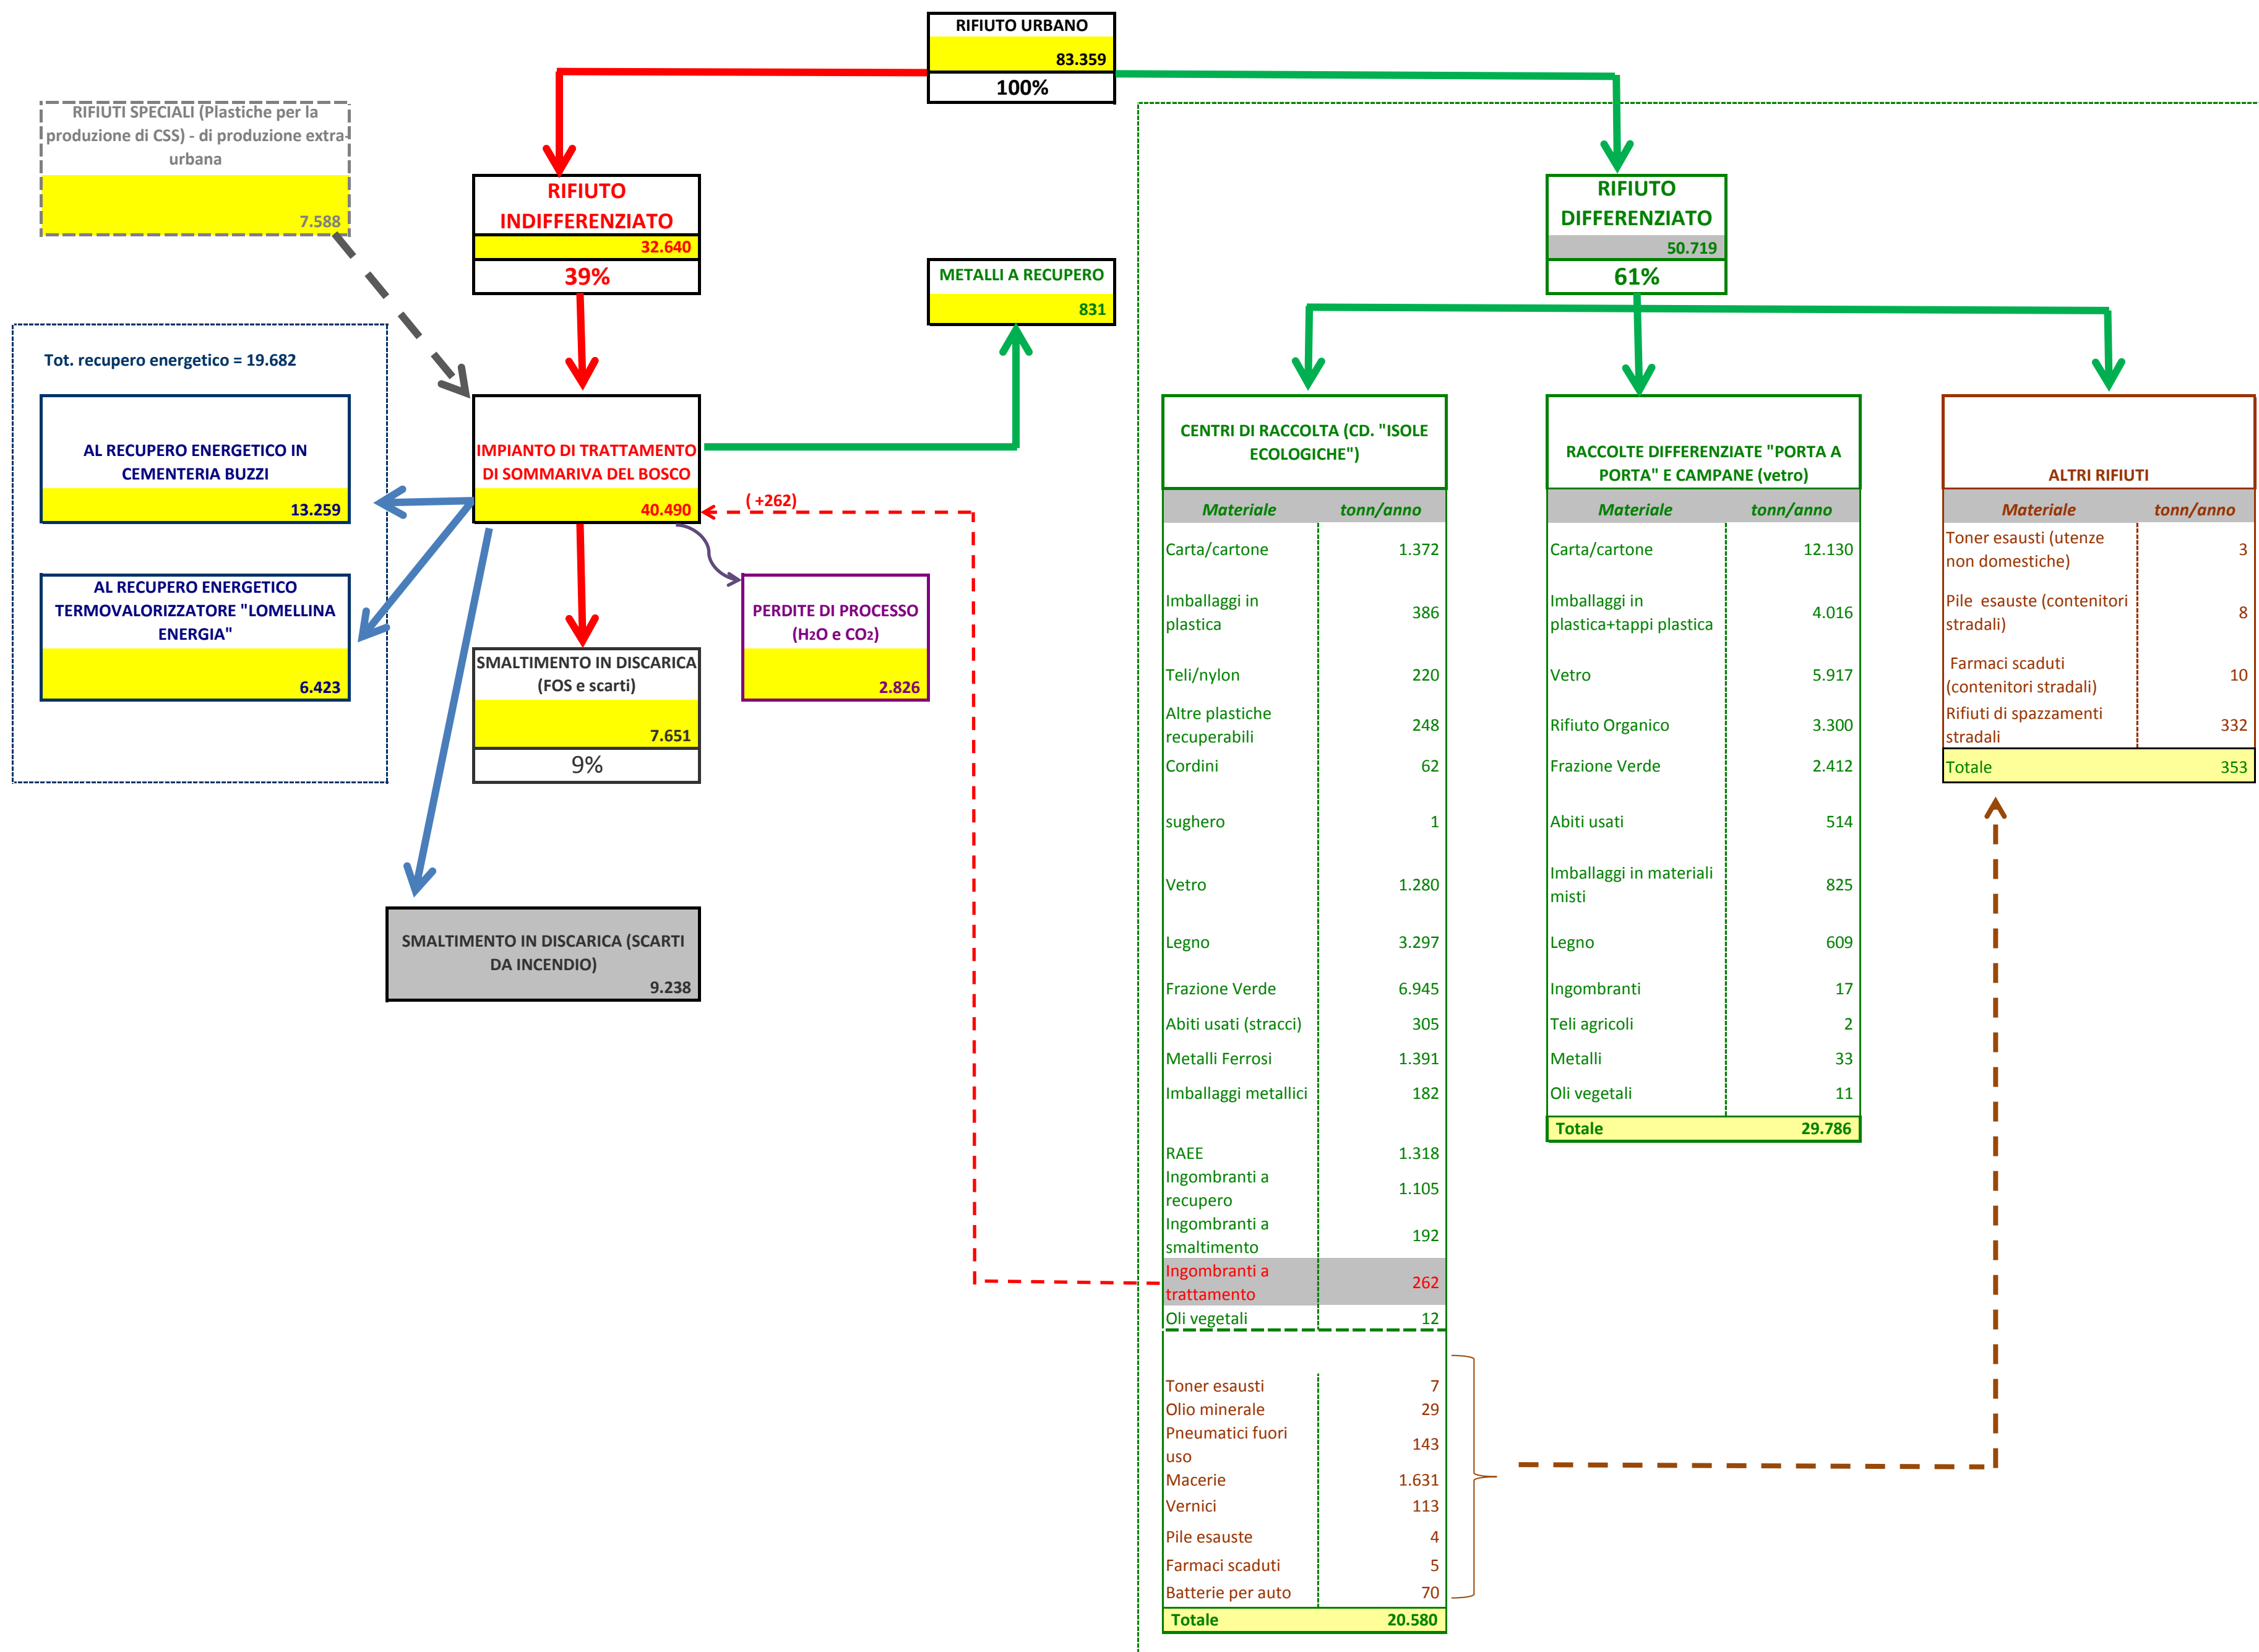 RIFIUTO URBANO
83.359
100%
RIFIUTI SPECIALI (Plastiche per la
produzione di CSS) - di produzione extra-
urbana
7.588
RIFIUTO
INDIFFERENZIATO
32.640
39%
METALLI A RECUPERO
831
RIFIUTO
DIFFERENZIATO
50.719
61%
Tot. recupero energetico = 19.682
AL RECUPERO ENERGETICO IN
CEMENTERIA BUZZI
13.259
IMPIANTO DI TRATTAMENTO
DI SOMMARIVA DEL BOSCO
40.490
( +262)
AL RECUPERO ENERGETICO
TERMOVALORIZZATORE "LOMELLINA
ENERGIA"
6.423
SMALTIMENTO IN DISCARICA
(FOS e scarti)
7.651
9%
PERDITE DI PROCESSO
(H2O e CO2)
2.826
SMALTIMENTO IN DISCARICA (SCARTI
DA INCENDIO)
9.238
CENTRI DI RACCOLTA (CD. "ISOLE
ECOLOGICHE")
Materiale tonn/anno
Carta/cartone 1.372
Imballaggi in
plastica 386
Teli/nylon 220
Altre plastiche
recuperabili 248
Cordini 62
sughero 1
Vetro 1.280
Legno 3.297
Frazione Verde 6.945
Abiti usati (stracci) 305
Metalli Ferrosi 1.391
Imballaggi metallici 182
RAEE 1.318
Ingombranti a
recupero 1.105
Ingombranti a
smaltimento 192
Ingombranti a
trattamento 262
Oli vegetali 12
Toner esausti 7
Olio minerale 29
Pneumatici fuori
uso 143
Macerie 1.631
Vernici 113
Pile esauste 4
Farmaci scaduti 5
Batterie per auto 70
Totale 20.580
RACCOLTE DIFFERENZIATE "PORTA A
PORTA" E CAMPANE (vetro)
Materiale tonn/anno
Carta/cartone 12.130
Imballaggi in
plastica+tappi plastica 4.016
Vetro 5.917
Rifiuto Organico 3.300
Frazione Verde 2.412
Abiti usati 514
Imballaggi in materiali
misti 825
Legno 609
Ingombranti 17
Teli agricoli 2
Metalli 33
Oli vegetali 11
Totale 29.786
ALTRI RIFIUTI
Materiale tonn/anno
Toner esausti (utenze
non domestiche) 3
Pile esauste (contenitori
stradali) 8
Farmaci scaduti
(contenitori stradali) 10
Rifiuti di spazzamenti
stradali 332
Totale 353